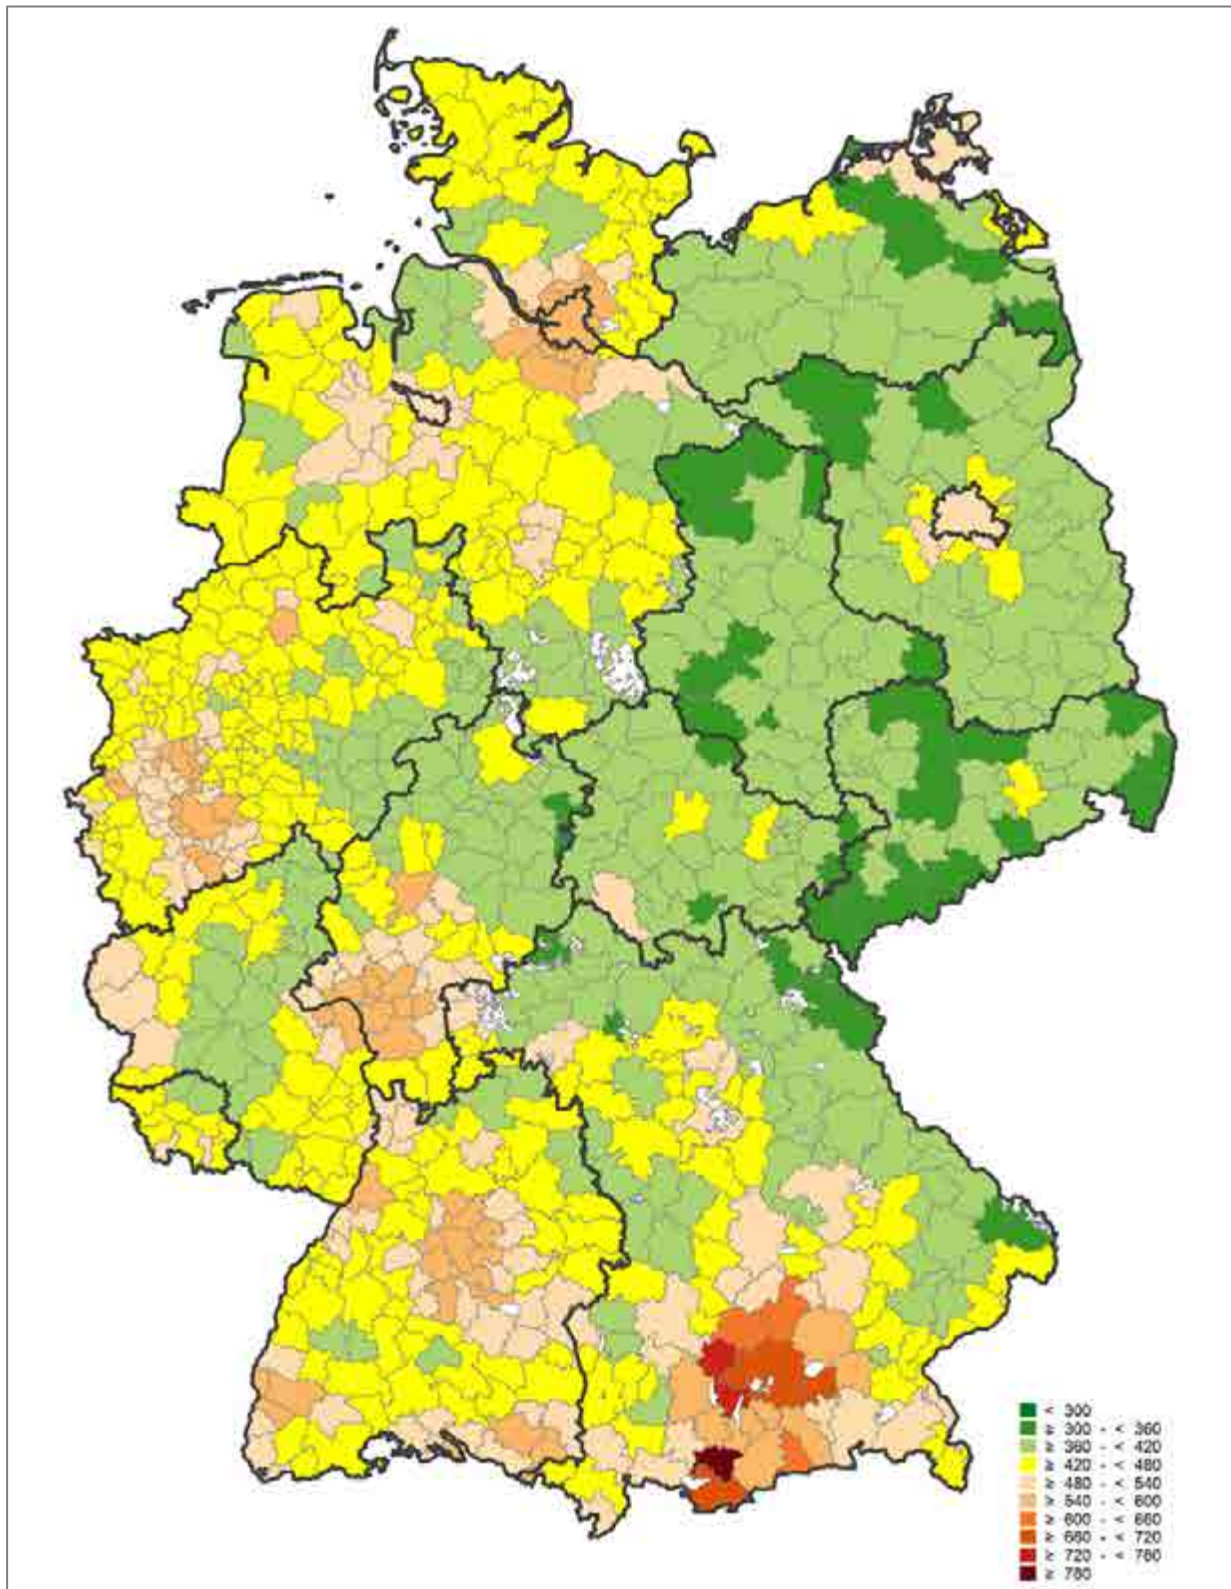 < 300
≥ 300 - < 360
≥ 360 - < 420
≥ 420 - < 480
≥ 480 - < 540
≥ 540 - < 600
≥ 600 - < 660
≥ 660 - < 720
≥ 720 - < 780
≥ 780